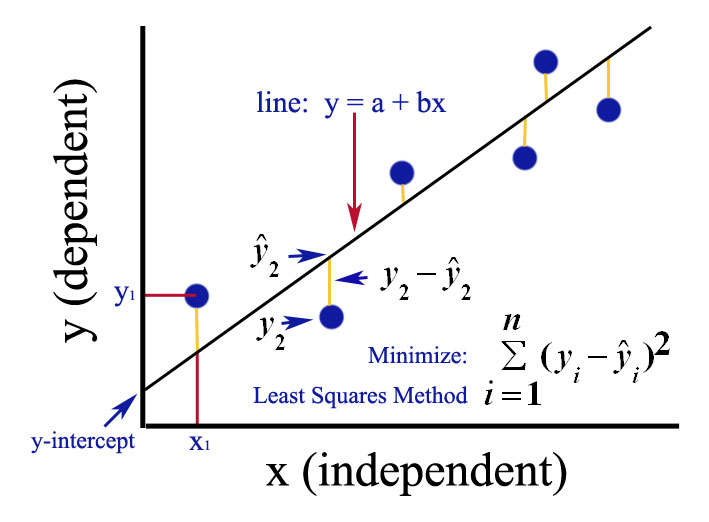 line: y = a + bx
y (dependent)
ŷ₂
y₂ − ŷ₂
y₁
y₂
n
Minimize: Σ (yᵢ − ŷᵢ)²
Least Squares Method i = 1
y-intercept
x₁
x (independent)